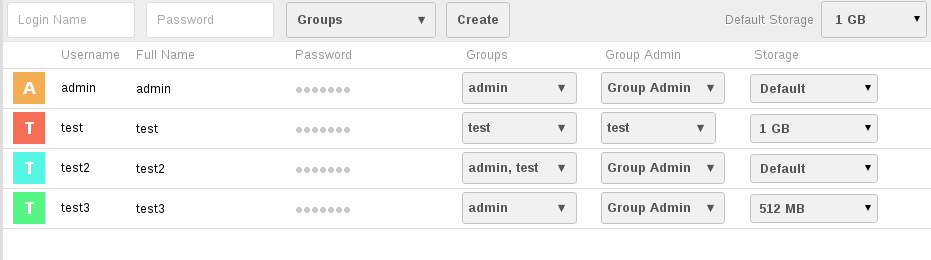 Login Name Password Groups ▼ Create Default Storage 1 GB ▼
Username Full Name Password Groups Group Admin Storage
A admin admin ●●●●●●● admin ▼ Group Admin ▼ Default ▼
T test test ●●●●●●● test ▼ test ▼ 1 GB ▼
T test2 test2 ●●●●●●● admin, test ▼ Group Admin ▼ Default ▼
T test3 test3 ●●●●●●● admin ▼ Group Admin ▼ 512 MB ▼